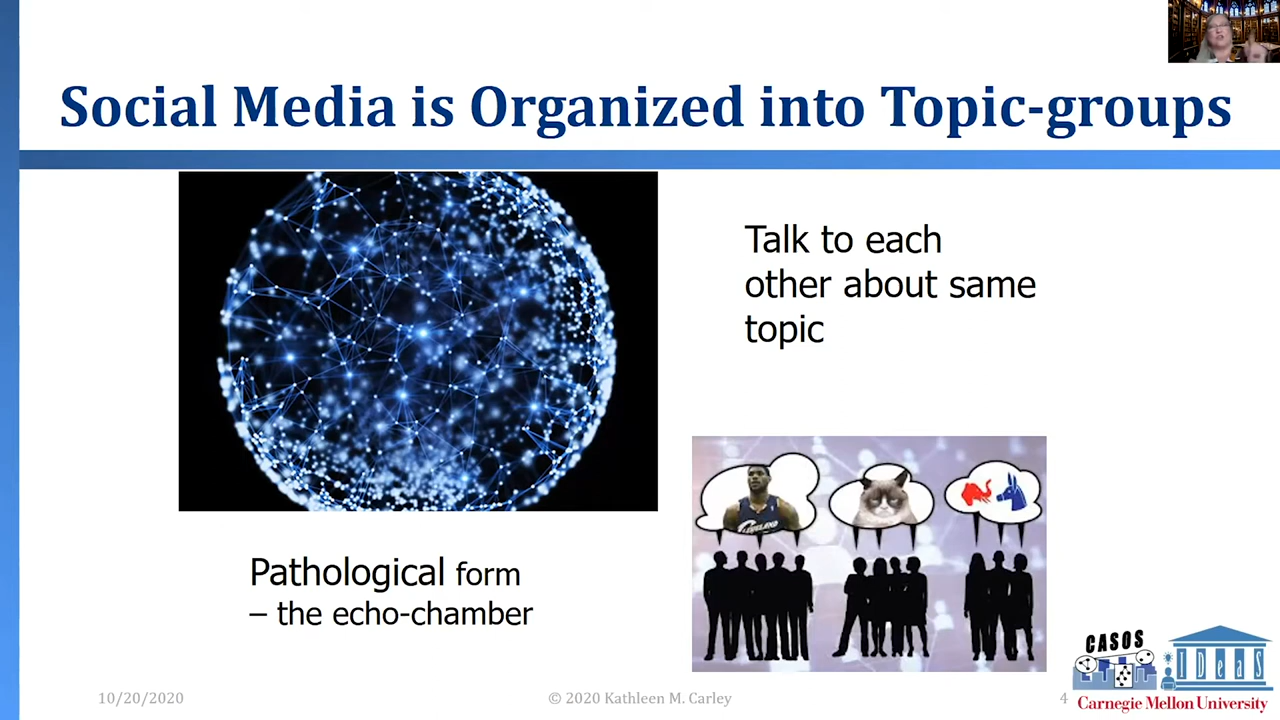 Social Media is Organized into Topic-groups
Talk to each
other about same
topic
CLEVELAND
Pathological form
– the echo-chamber
CASOS
IDeaS
Carnegie Mellon University
10/20/2020
© 2020 Kathleen M. Carley
4